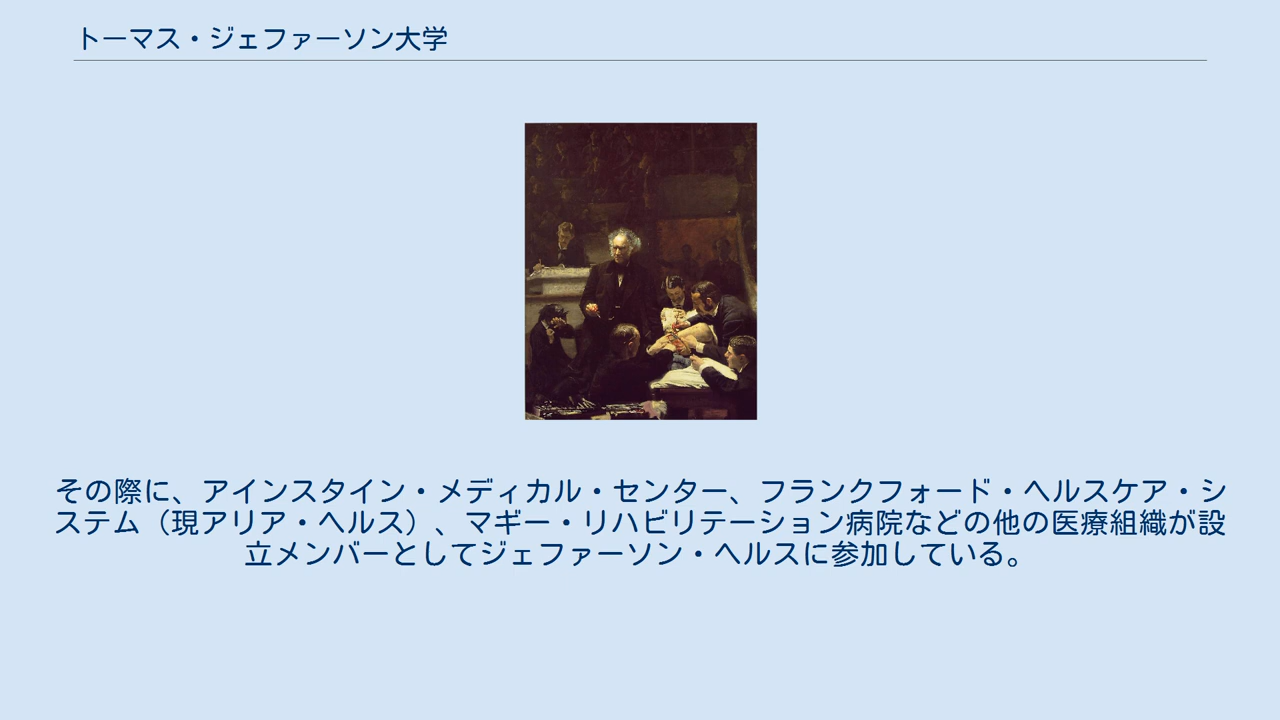 トーマス・ジェファーソン大学
その際に、アインスタイン・メディカル・センター、フランクフォード・ヘルスケア・シ
ステム（現アリア・ヘルス）、マギー・リハビリテーション病院などの他の医療組織が設
立メンバーとしてジェファーソン・ヘルスに参加している。